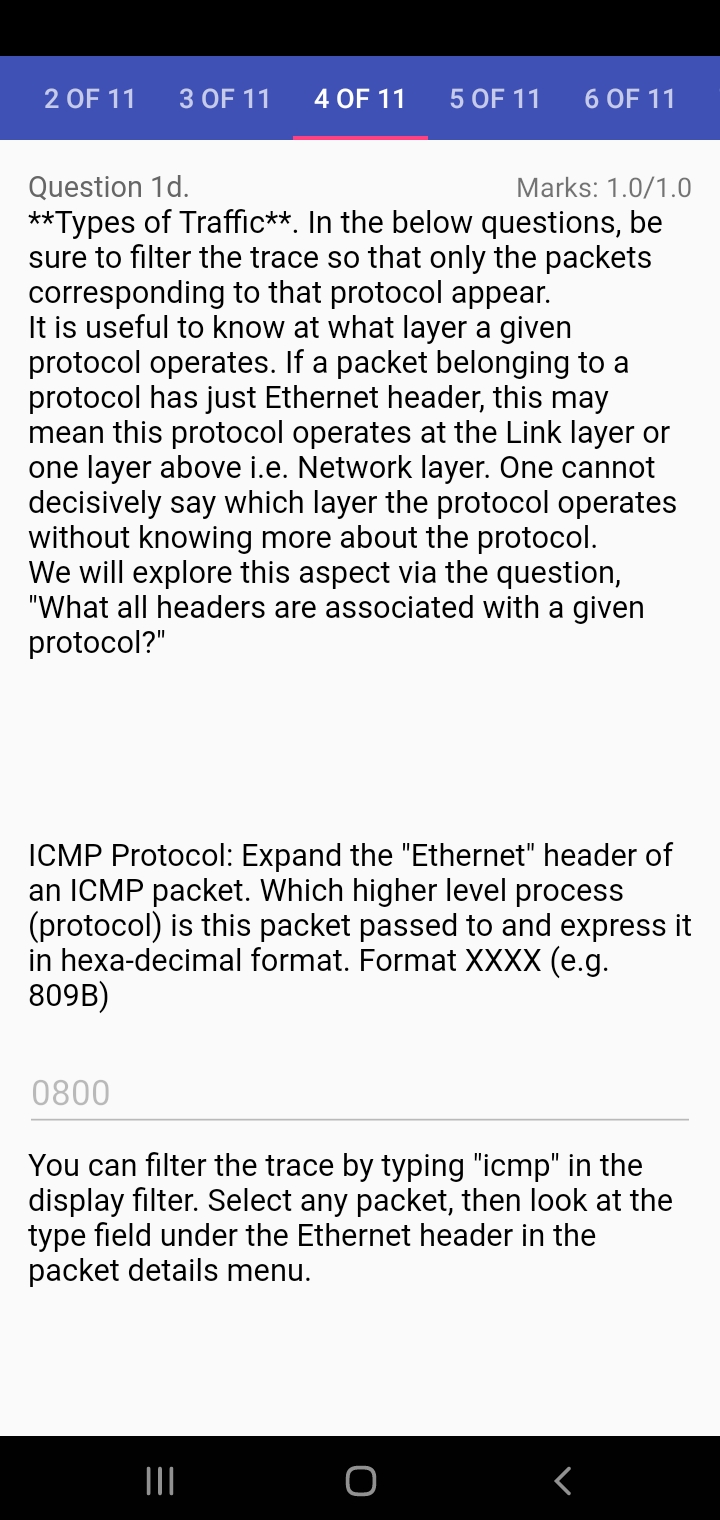 2 OF 11 3 OF 11 4 OF 11 5 OF 11 6 OF 11
Question 1d. Marks: 1.0/1.0
**Types of Traffic**. In the below questions, be
sure to filter the trace so that only the packets
corresponding to that protocol appear.
It is useful to know at what layer a given
protocol operates. If a packet belonging to a
protocol has just Ethernet header, this may
mean this protocol operates at the Link layer or
one layer above i.e. Network layer. One cannot
decisively say which layer the protocol operates
without knowing more about the protocol.
We will explore this aspect via the question,
"What all headers are associated with a given
protocol?"
ICMP Protocol: Expand the "Ethernet" header of
an ICMP packet. Which higher level process
(protocol) is this packet passed to and express it
in hexa-decimal format. Format XXXX (e.g.
809B)
0800
You can filter the trace by typing "icmp" in the
display filter. Select any packet, then look at the
type field under the Ethernet header in the
packet details menu.